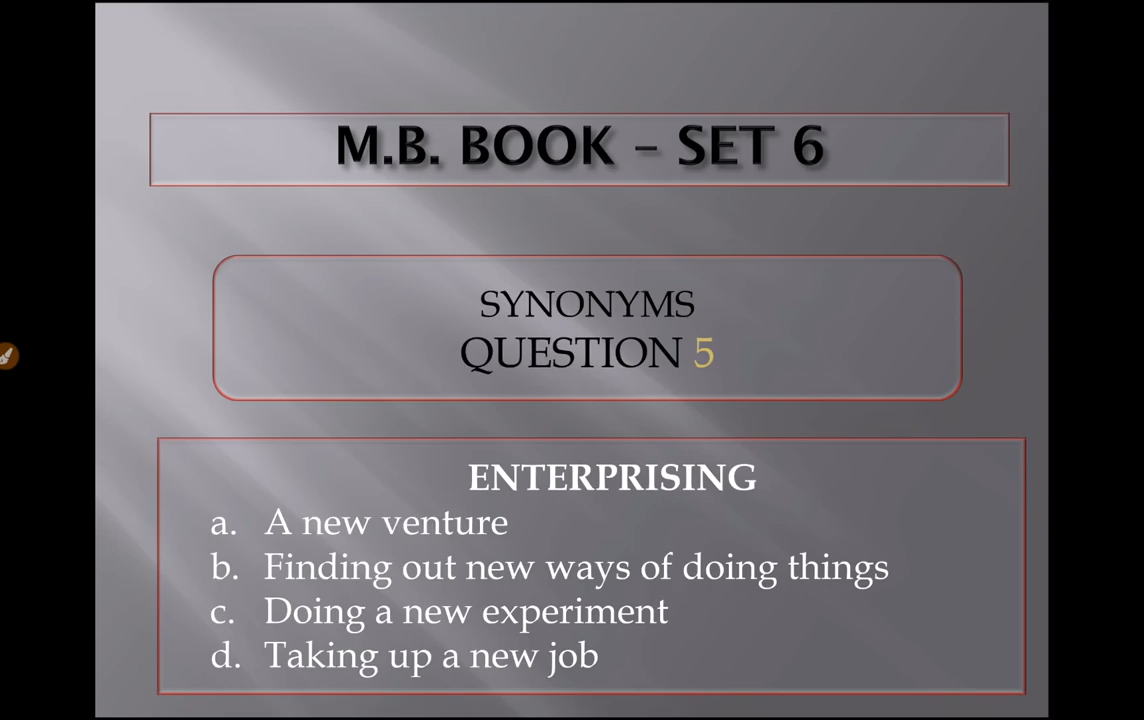 M.B. BOOK – SET 6
SYNONYMS
QUESTION 5
ENTERPRISING
a. A new venture
b. Finding out new ways of doing things
c. Doing a new experiment
d. Taking up a new job